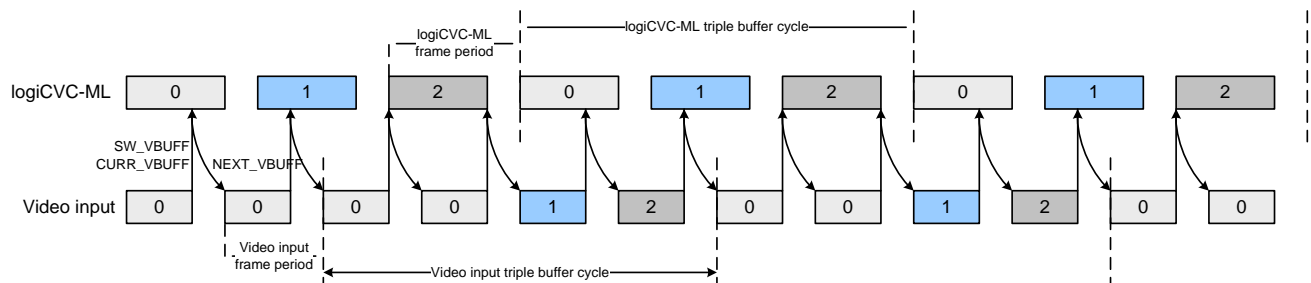 logiCVC-ML
frame period
logiCVC-ML triple buffer cycle
logiCVC-ML
0 1 2 0 1 2 0 1 2
SW_VBUFF
CURR_VBUFF
NEXT_VBUFF
Video input
0 0 0 0 1 2 0 0 1 2 0 0
Video input
frame period
Video input triple buffer cycle